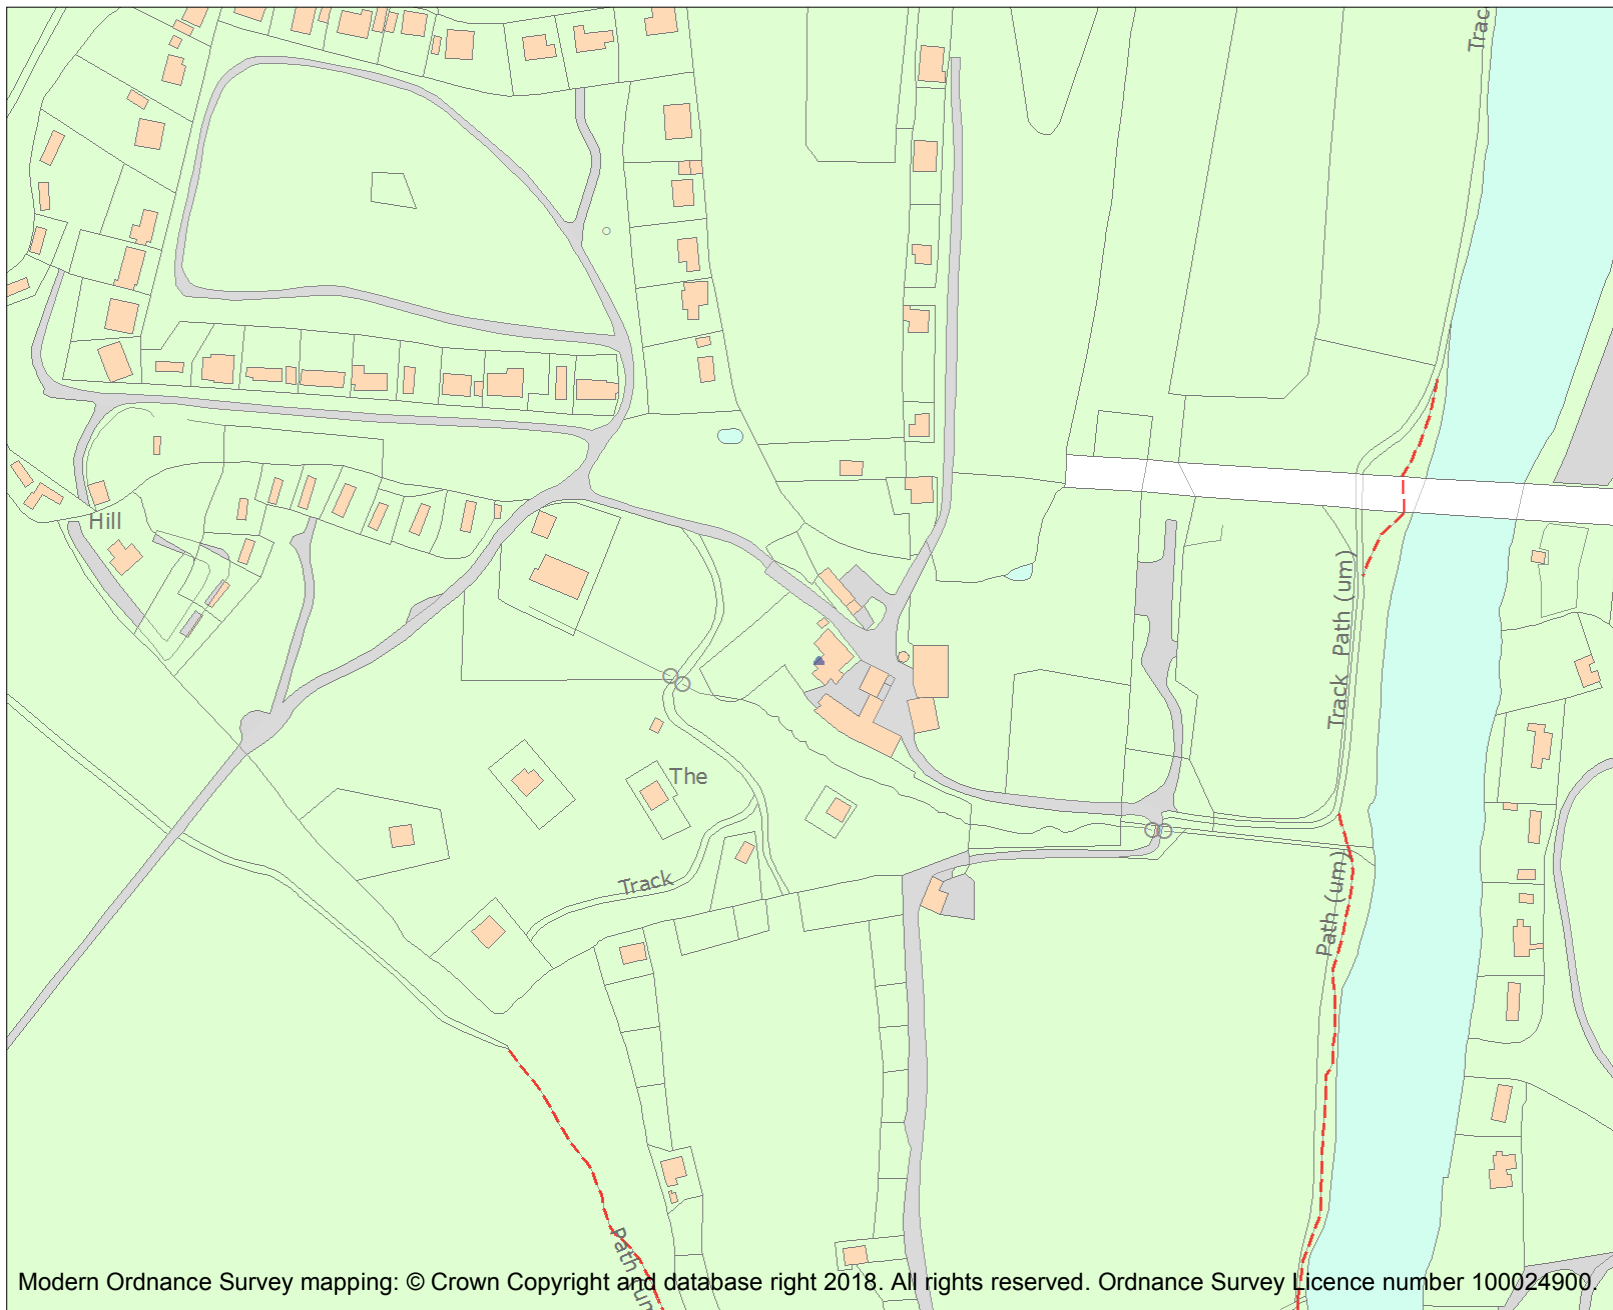 Trac
Hill
Track
Path (um)
The
Track
Path (um)
Path (um
Modern Ordnance Survey mapping: © Crown Copyright and database right 2018. All rights reserved. Ordnance Survey Licence number 100024900.